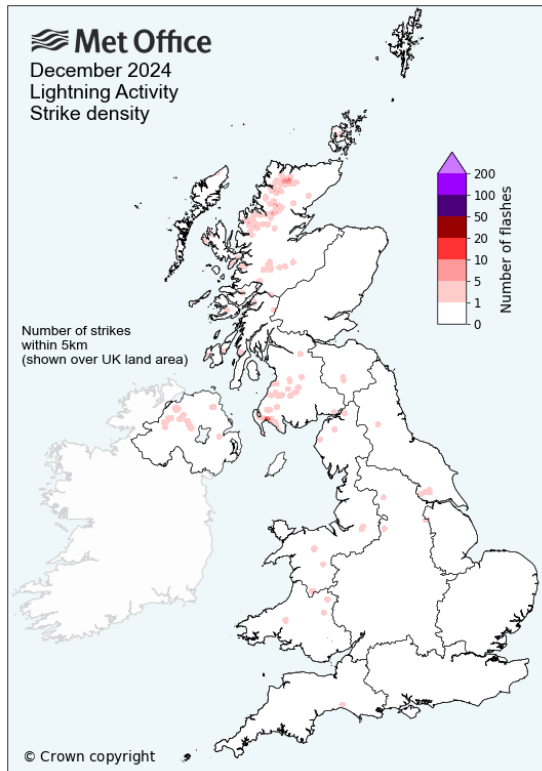 Met Office
December 2024
Lightning Activity
Strike density
200
100
50
20
10
5
1
0
Number of flashes
Number of strikes
within 5km
(shown over UK land area)
© Crown copyright